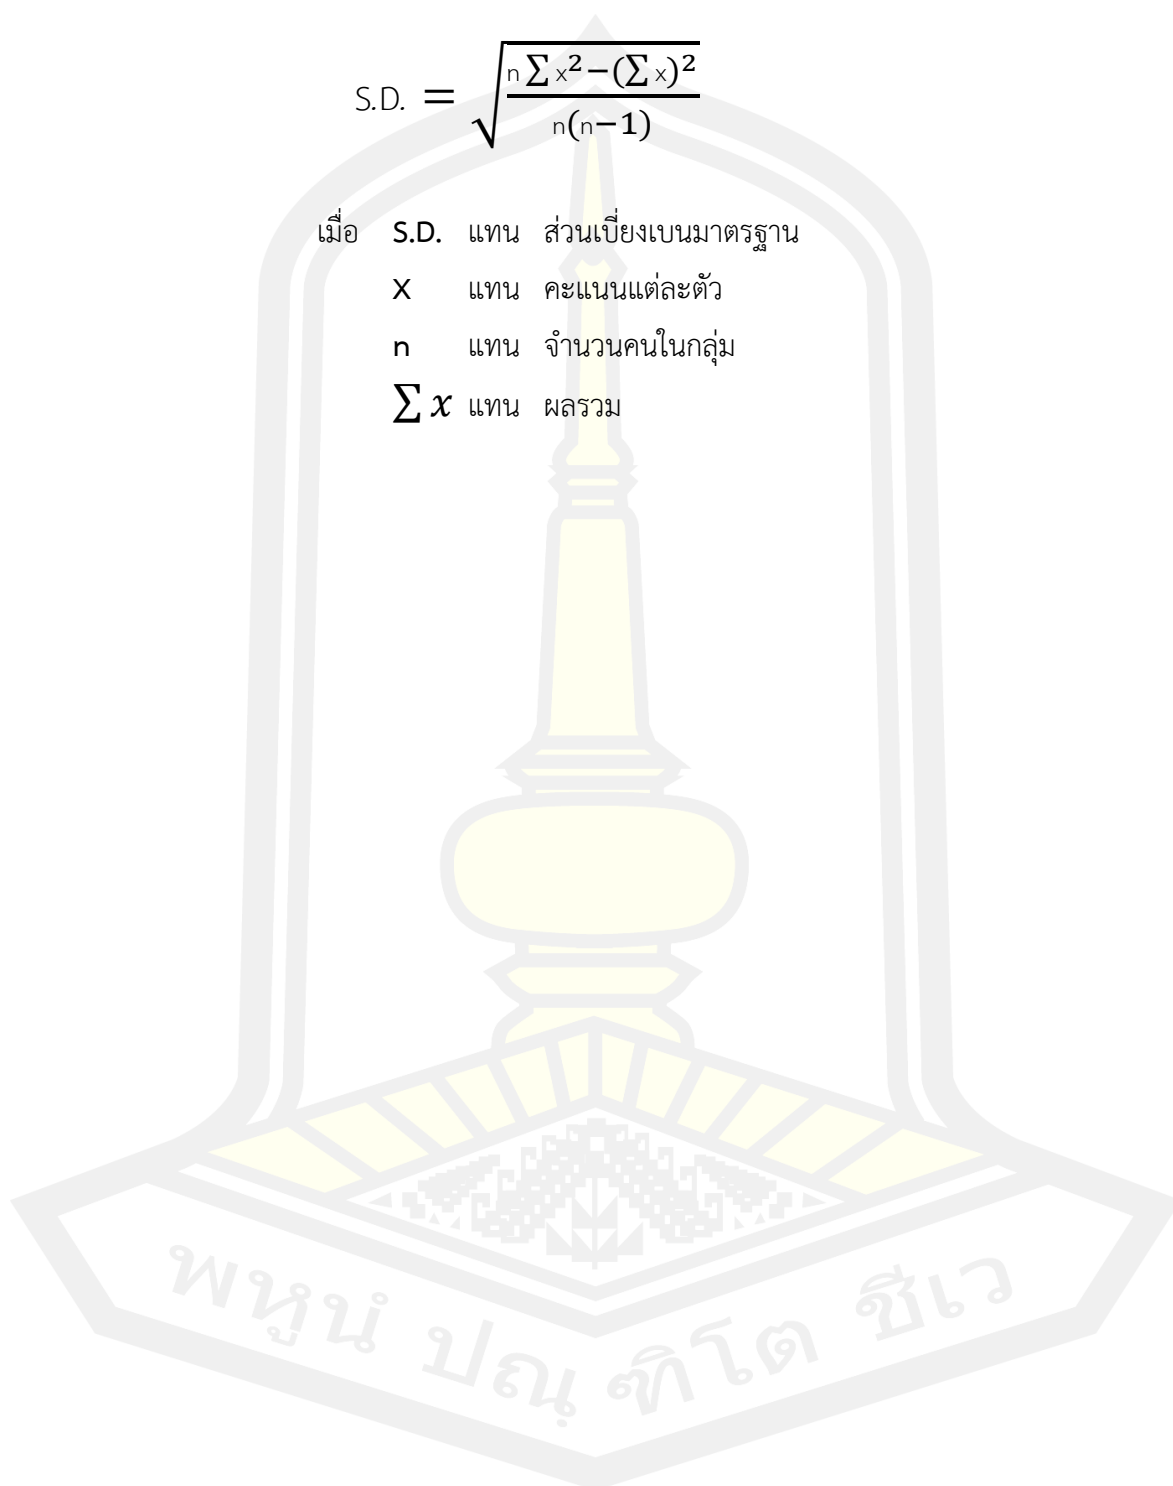 S.D. = √(n∑x²−(∑x)²)/(n(n−1))
เมื่อ S.D. แทน ส่วนเบี่ยงเบนมาตรฐาน
X แทน คะแนนแต่ละตัว
n แทน จำนวนคนในกลุ่ม
∑x แทน ผลรวม
พหูนํ ปณฺฑิโต ชีเว